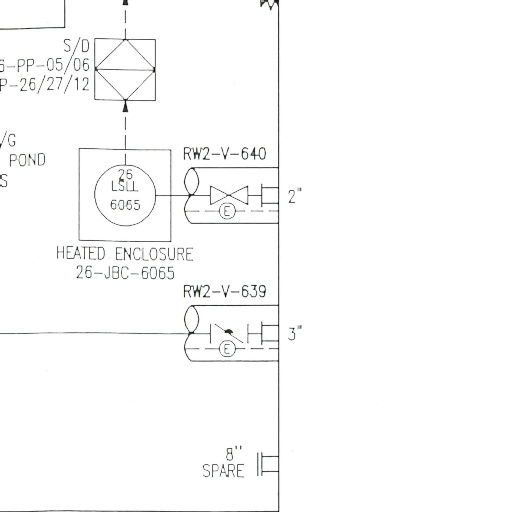 S/D
6-PP-05/06
P-26/27/12
/G
POND
S
RW2-V-640
26
LSLL
6065
2"
E
HEATED ENCLOSURE
26-JBC-6065
RW2-V-639
3"
E
8"
SPARE